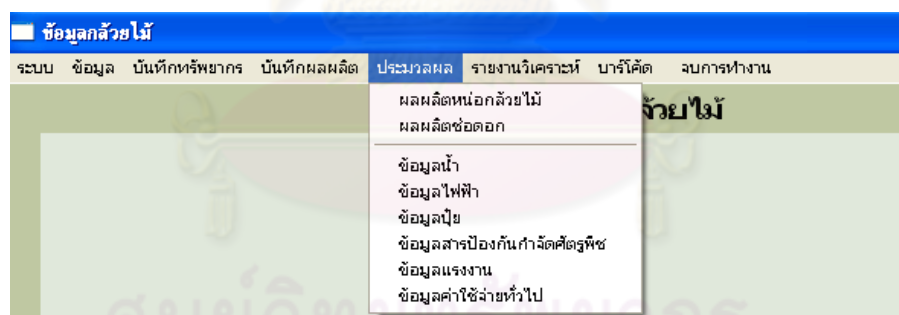 ข้อมูลกล้วยไม้
ระบบ ข้อมูล บันทึกทรัพยากร บันทึกผลผลิต ประมวลผล รายงานวิเคราะห์ บาร์โค้ด จบการทำงาน
ผลผลิตหน่อกล้วยไม้
ผลผลิตช่อดอก
ข้อมูลน้ำ
ข้อมูลไฟฟ้า
ข้อมูลปุ๋ย
ข้อมูลสารป้องกันกำจัดศัตรูพืช
ข้อมูลแรงงาน
ข้อมูลค่าใช้จ่ายทั่วไป